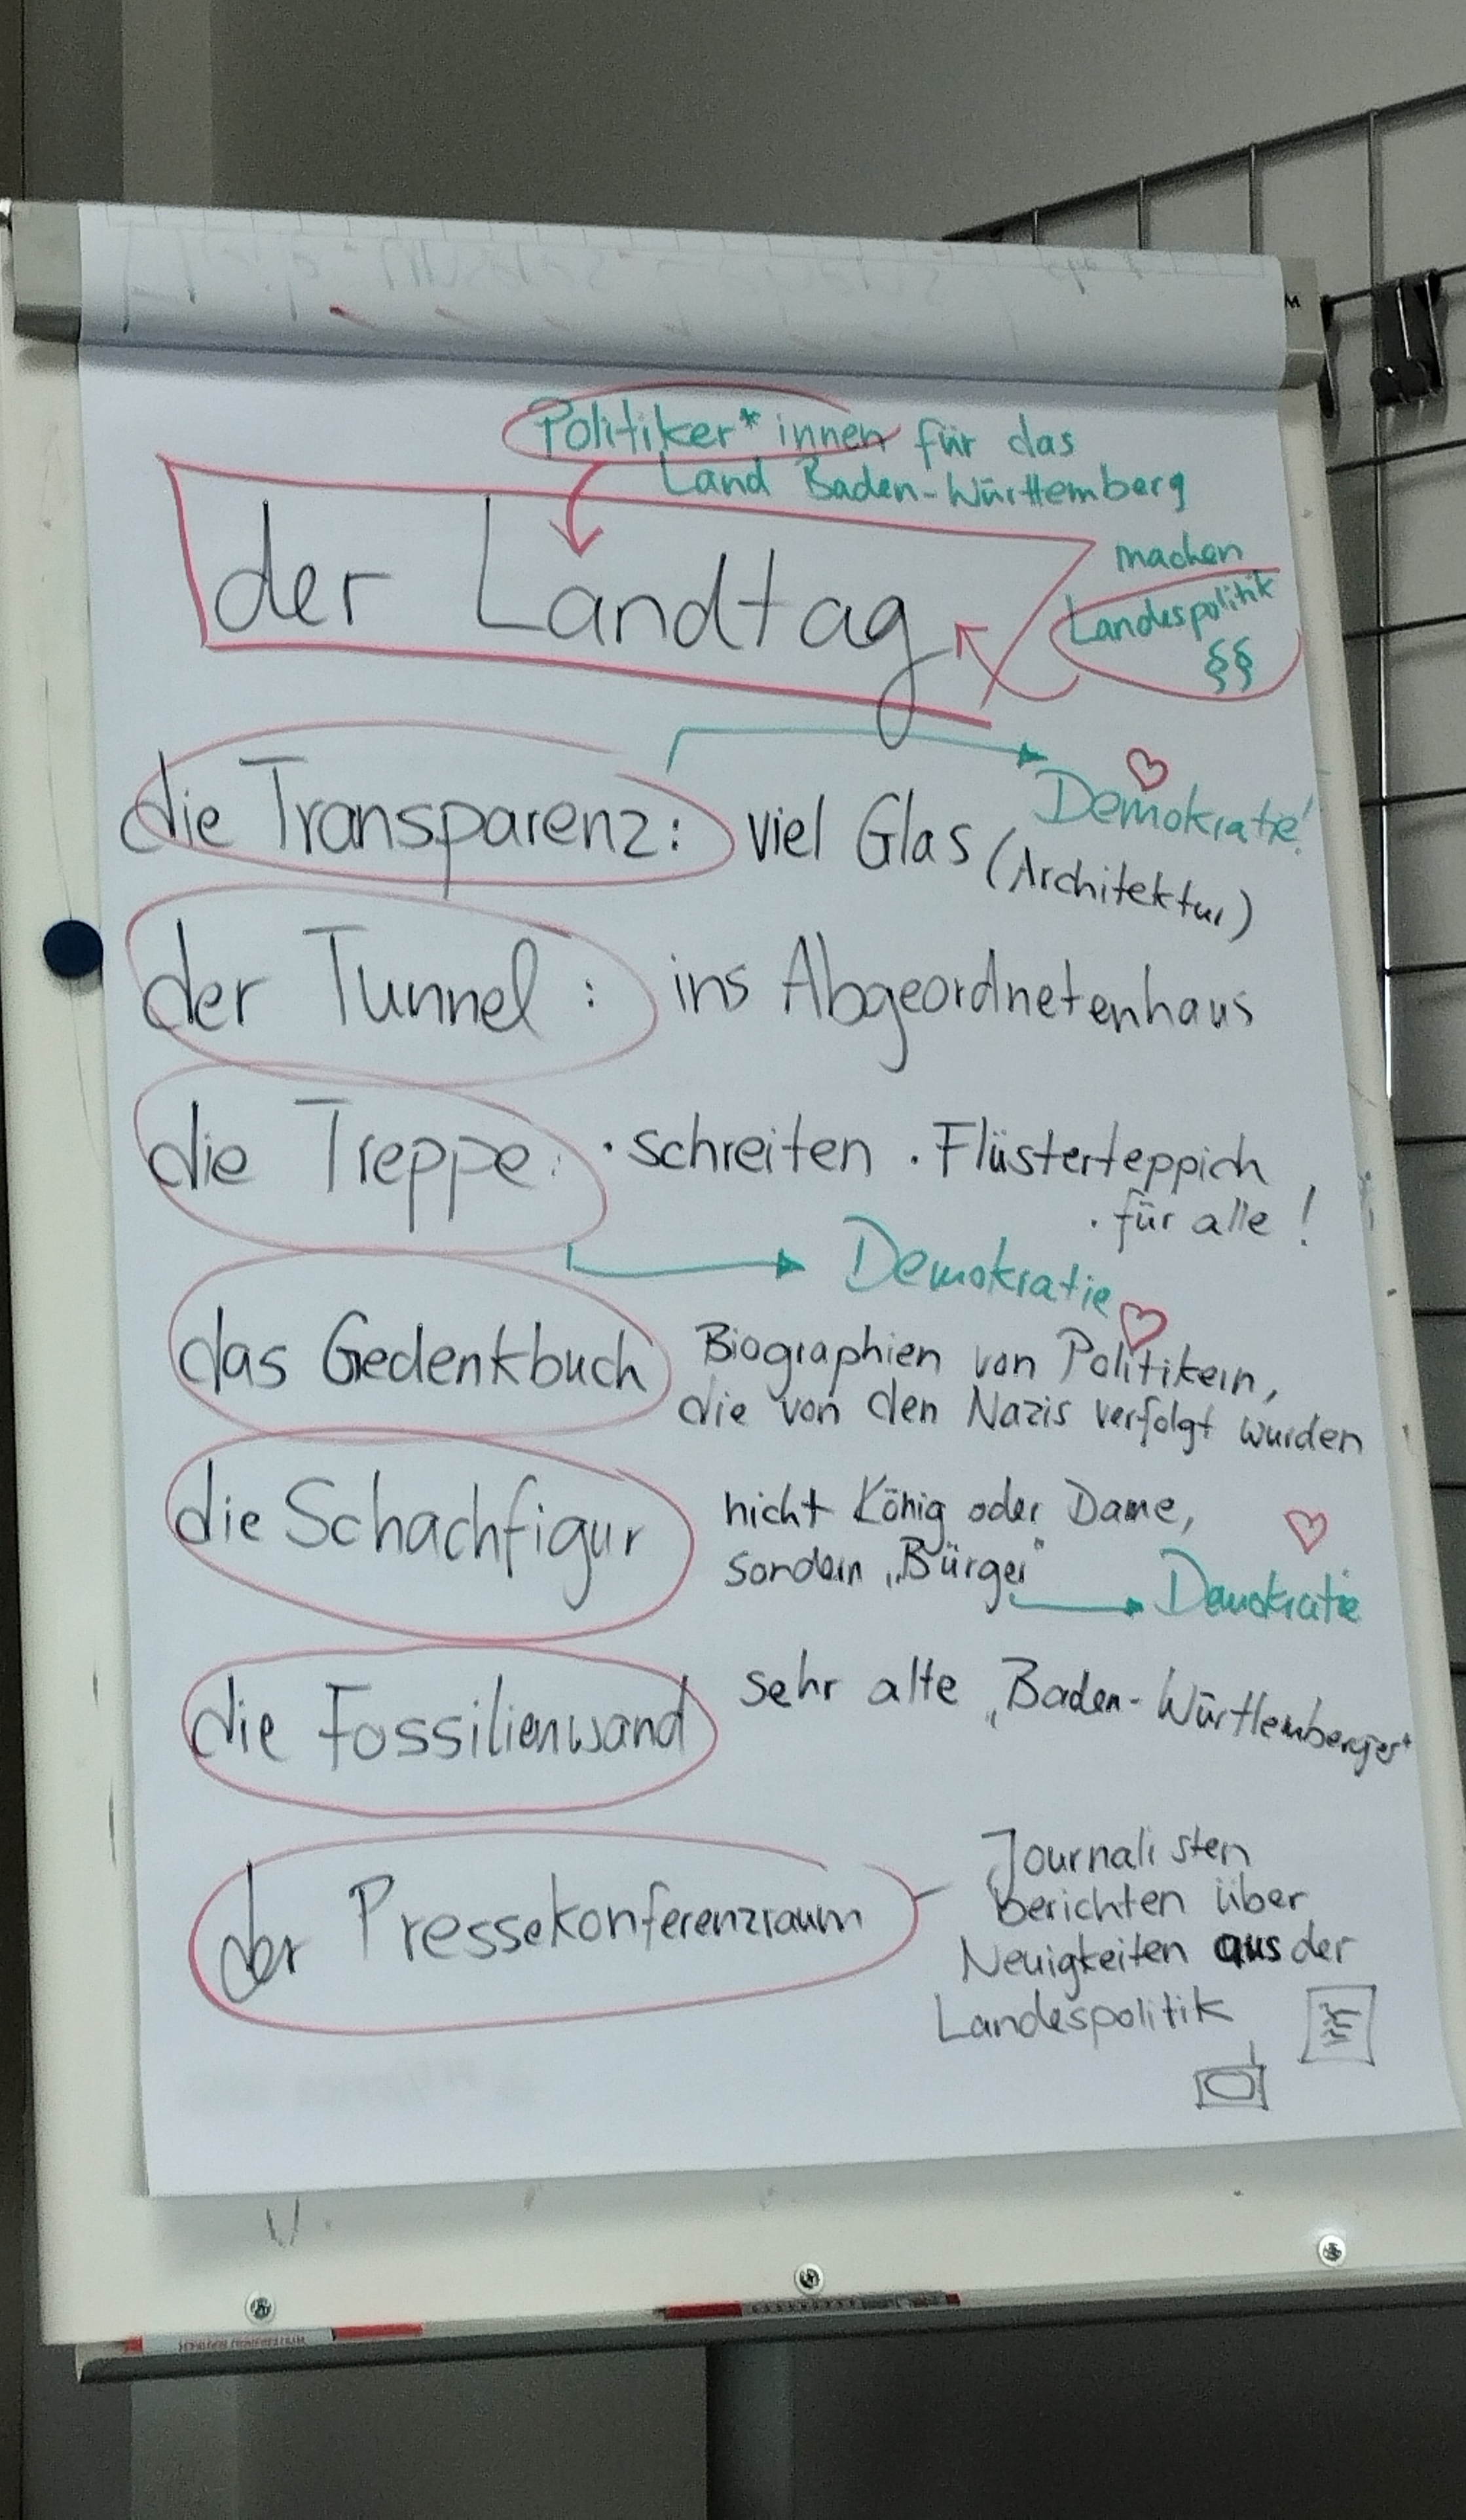 Politiker*innen für das
Land Baden-Württemberg
machen
Landespolitik
§§
der Landtag
Demokratie!
die Transparenz: viel Glas (Architektur)
der Tunnel: ins Abgeordnetenhaus
die Treppe: · schreiten · Flüsterteppich
· für alle!
Demokratie
das Gedenkbuch Biographien von Politikern,
die von den Nazis verfolgt wurden
die Schachfigur nicht König oder Dame,
sondern „Bürger"
Demokratie
die Fossilienwand sehr alte „Baden-Württemberger"
der Pressekonferenzraum
Journalisten
berichten über
Neuigkeiten aus der
Landespolitik